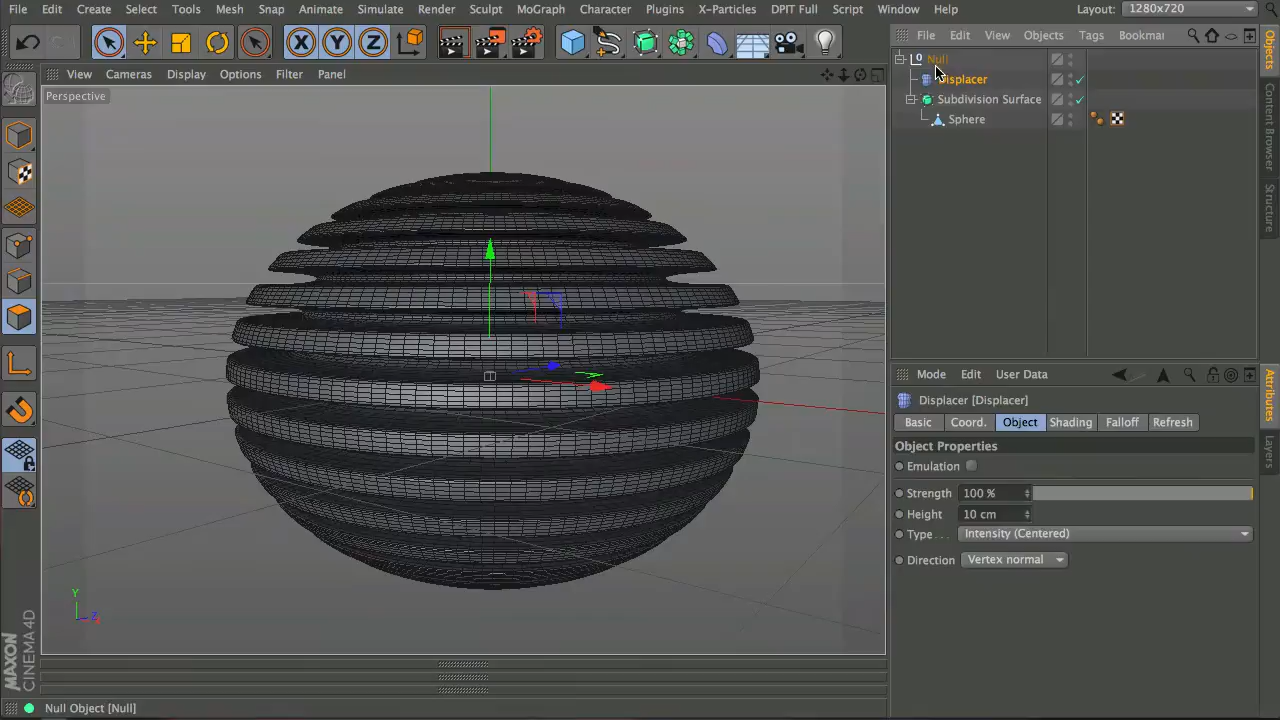 File Edit Create Select Tools Mesh Snap Animate Simulate Render Sculpt MoGraph Character Plugins X-Particles DPIT Full Script Window Help Layout: 1280x720
X Y Z
File Edit View Objects Tags Bookmar
View Cameras Display Options Filter Panel
Perspective
0 Null
Displacer
Subdivision Surface
Sphere
Objects
Content Browser
Structure
Mode Edit User Data
Displacer [Displacer]
Basic Coord. Object Shading Falloff Refresh
Object Properties
Emulation
Strength 100 %
Height 10 cm
Type . . . Intensity (Centered)
Direction Vertex normal
Attributes
Layers
Y
Z
MAXON
CINEMA 4D
Null Object [Null]